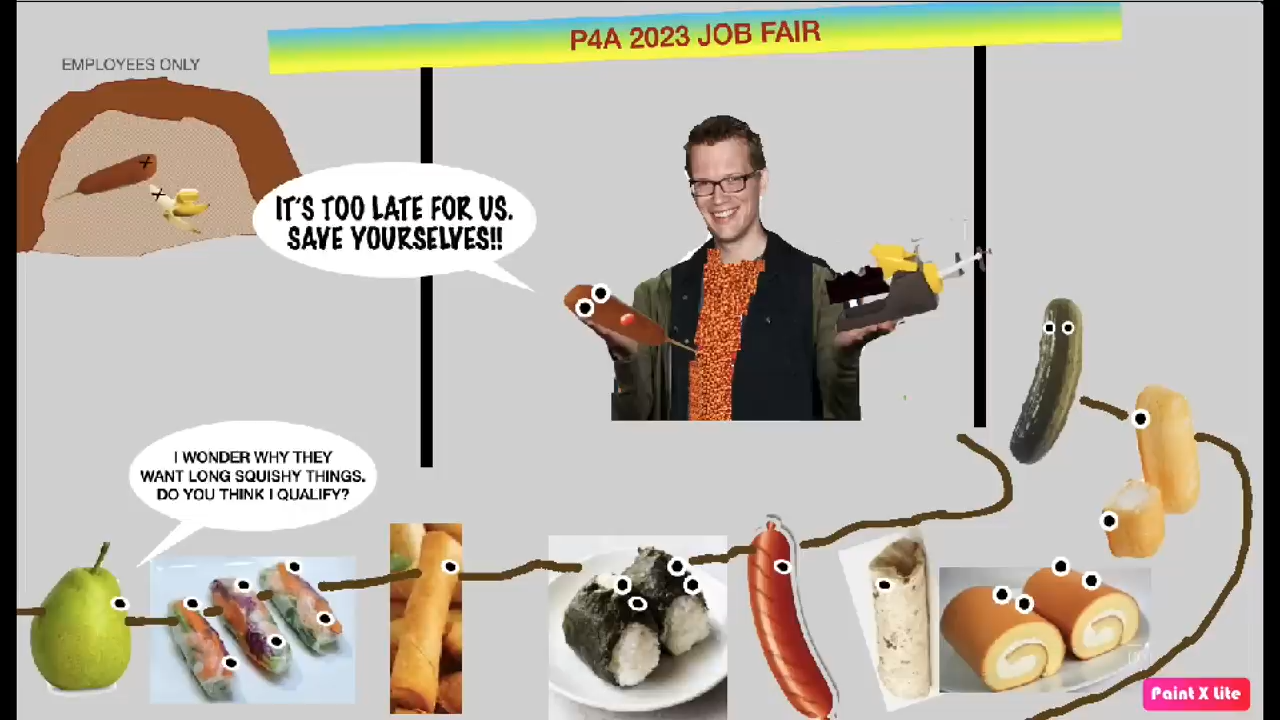 P4A 2023 JOB FAIR
EMPLOYEES ONLY
IT'S TOO LATE FOR US.
SAVE YOURSELVES!!
I WONDER WHY THEY
WANT LONG SQUISHY THINGS.
DO YOU THINK I QUALIFY?
Paint X Lite